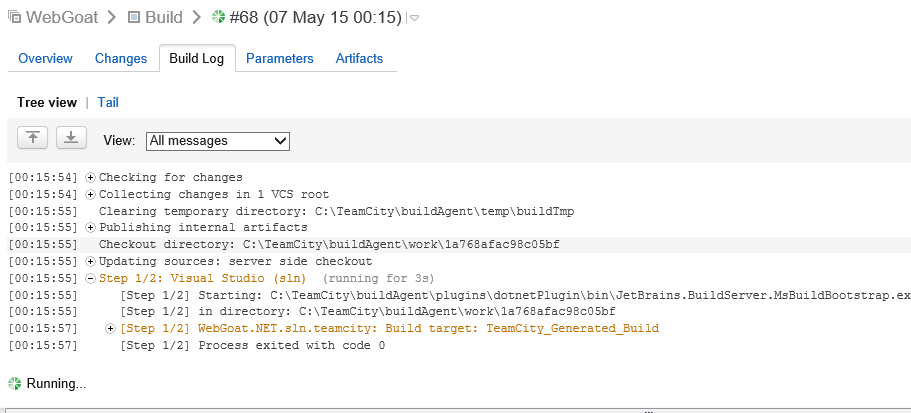 WebGoat > Build > #68 (07 May 15 00:15)
Overview Changes Build Log Parameters Artifacts
Tree view | Tail
View: All messages
[00:15:54] Checking for changes
[00:15:54] Collecting changes in 1 VCS root
[00:15:55] Clearing temporary directory: C:\TeamCity\buildAgent\temp\buildTmp
[00:15:55] Publishing internal artifacts
[00:15:55] Checkout directory: C:\TeamCity\buildAgent\work\1a768afac98c05bf
[00:15:55] Updating sources: server side checkout
[00:15:55] Step 1/2: Visual Studio (sln) (running for 3s)
[00:15:55] [Step 1/2] Starting: C:\TeamCity\buildAgent\plugins\dotnetPlugin\bin\JetBrains.BuildServer.MsBuildBootstrap.ex
[00:15:55] [Step 1/2] in directory: C:\TeamCity\buildAgent\work\1a768afac98c05bf
[00:15:57] [Step 1/2] WebGoat.NET.sln.teamcity: Build target: TeamCity_Generated_Build
[00:15:57] [Step 1/2] Process exited with code 0
Running...